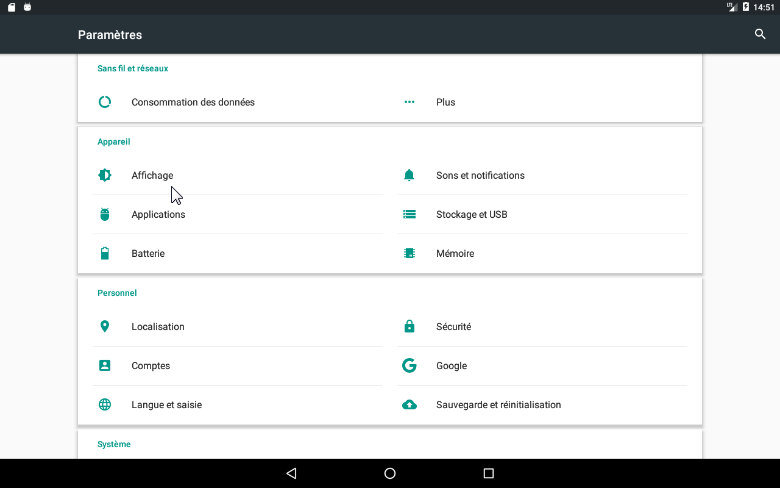 14:51
Paramètres
Sans fil et réseaux
Consommation des données
Plus
Appareil
Affichage
Sons et notifications
Applications
Stockage et USB
Batterie
Mémoire
Personnel
Localisation
Sécurité
Comptes
Google
Langue et saisie
Sauvegarde et réinitialisation
Système